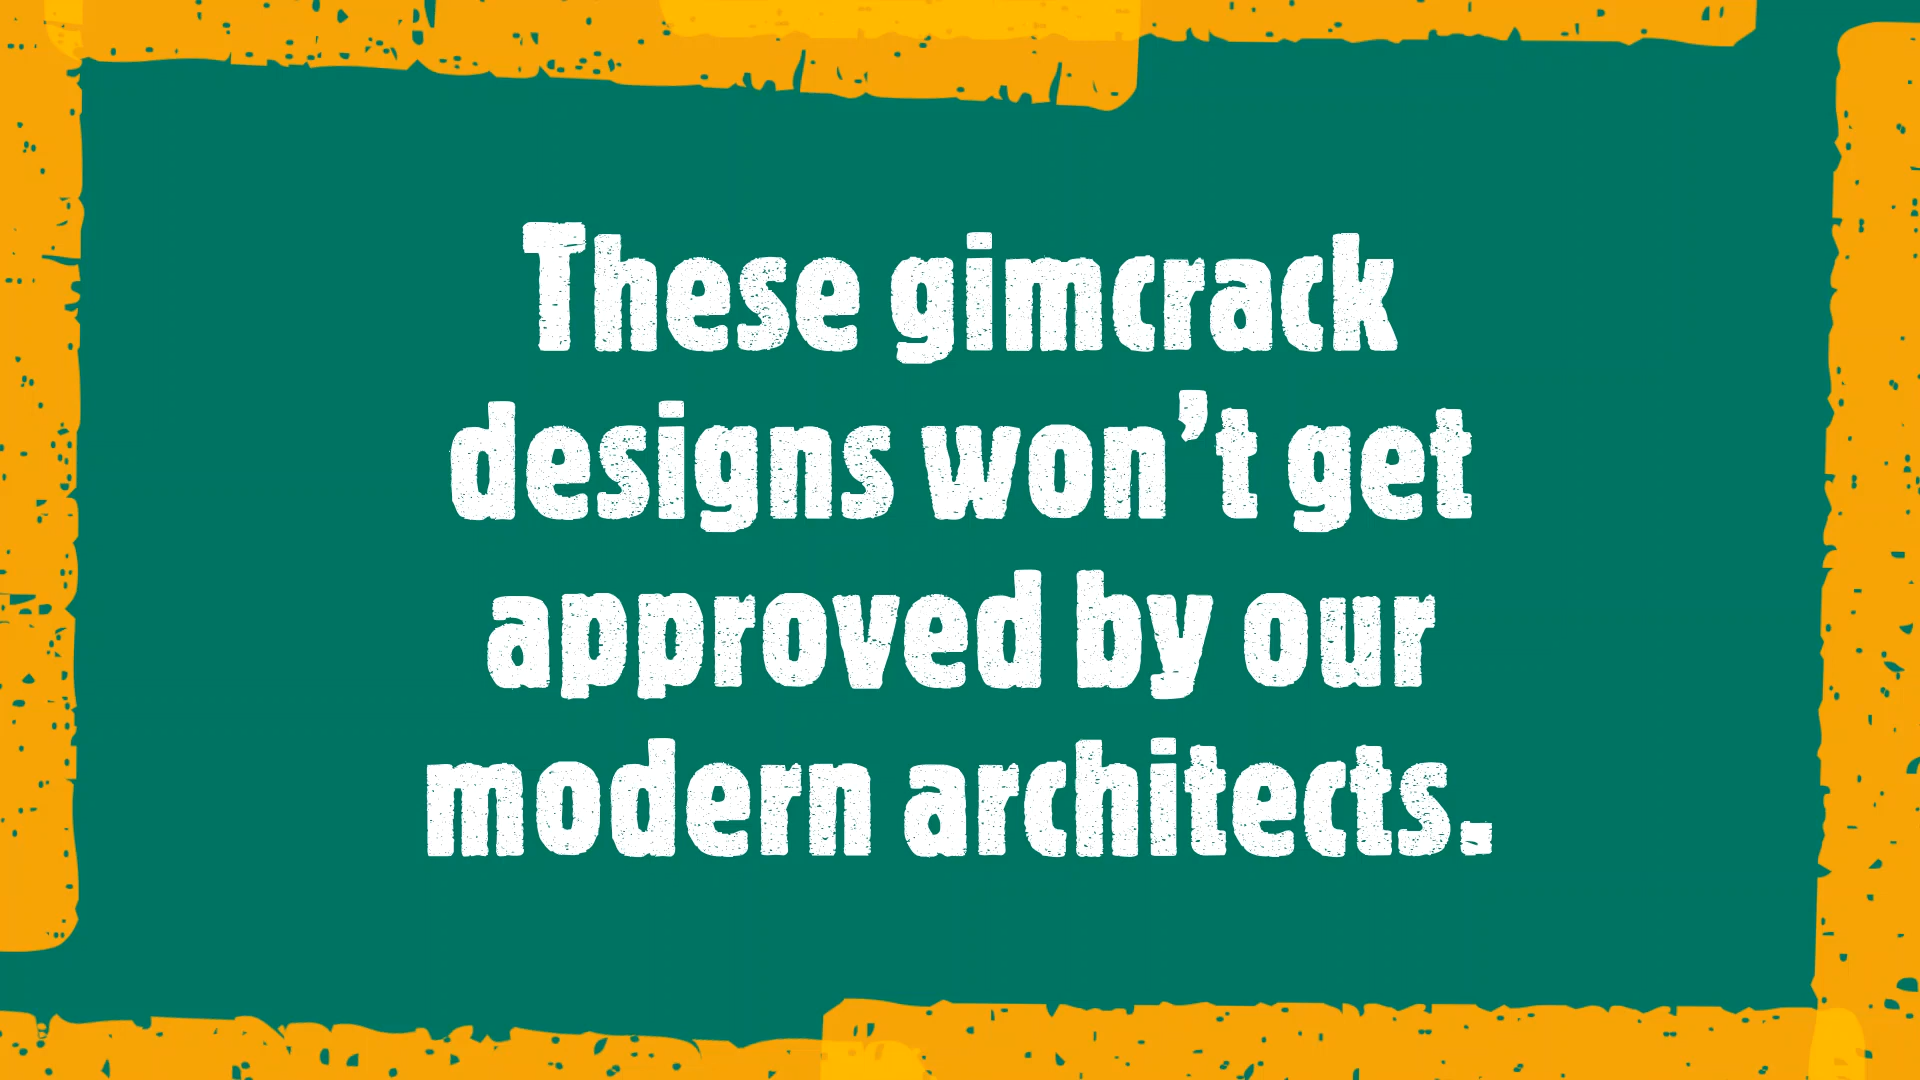 These gimcrack
designs won’t get
approved by our
modern architects.